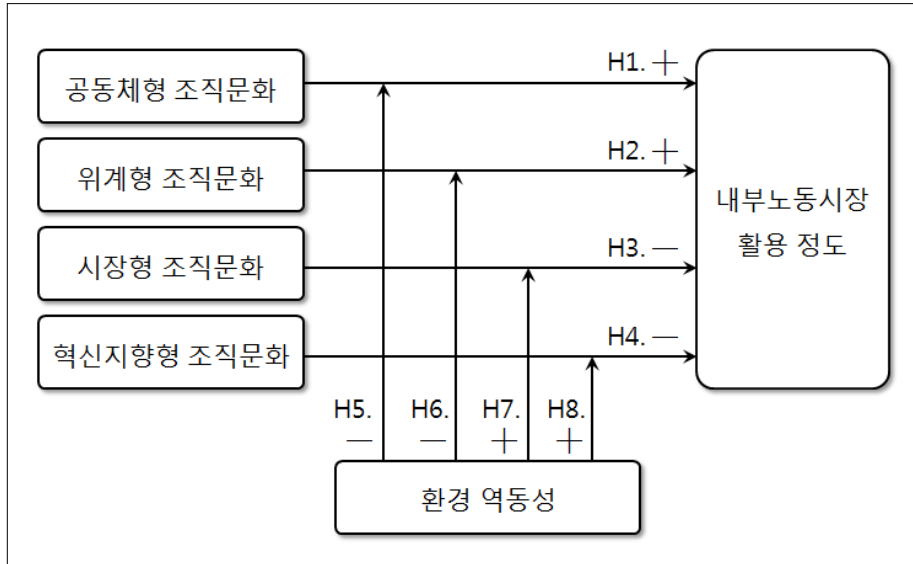 공동체형 조직문화
H1. +
위계형 조직문화
H2. +
내부노동시장
활용 정도
시장형 조직문화
H3. —
혁신지향형 조직문화
H4. —
H5.
—
H6.
—
H7.
+
H8.
+
환경 역동성